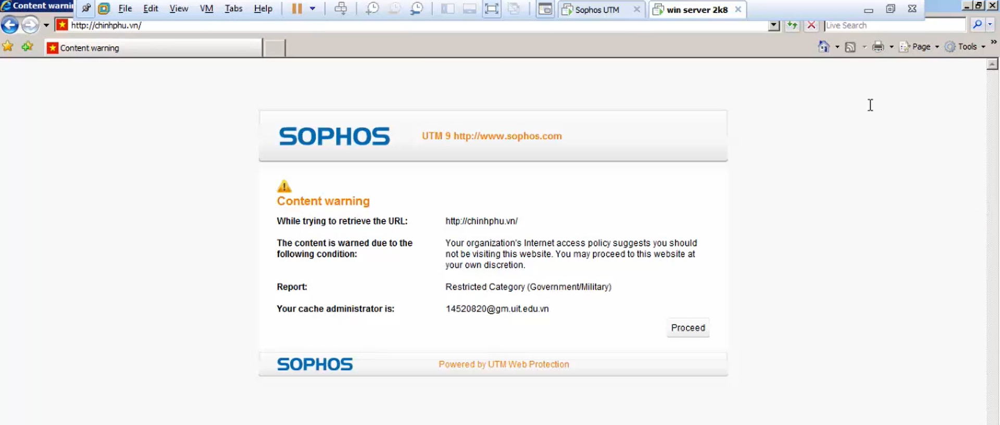 Content warnin
File Edit View VM Tabs Help
Sophos UTM
win server 2k8
http://chinhphu.vn/
Live Search
Content warning
Page
Tools
SOPHOS
UTM 9 http://www.sophos.com
Content warning
While trying to retrieve the URL: http://chinhphu.vn/
The content is warned due to the Your organization's Internet access policy suggests you should
following condition: not be visiting this website. You may proceed to this website at
your own discretion.
Report: Restricted Category (Government/Military)
Your cache administrator is: 14520820@gm.uit.edu.vn
Proceed
SOPHOS
Powered by UTM Web Protection